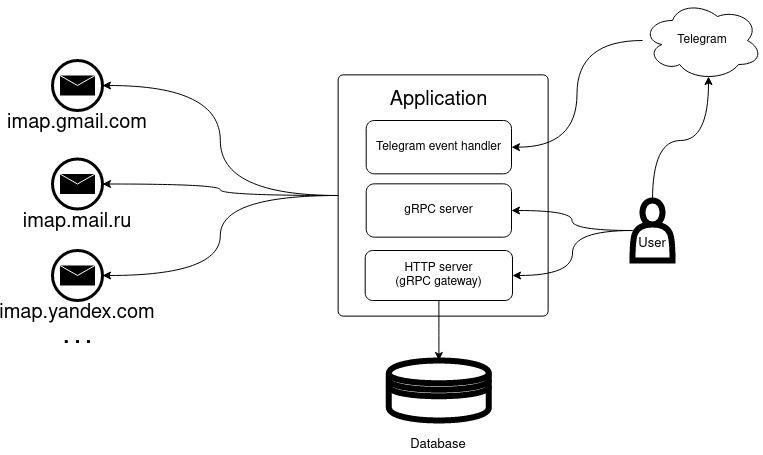 Telegram
Application
imap.gmail.com
Telegram event handler
imap.mail.ru
gRPC server
User
HTTP server
(gRPC gateway)
imap.yandex.com
...
Database